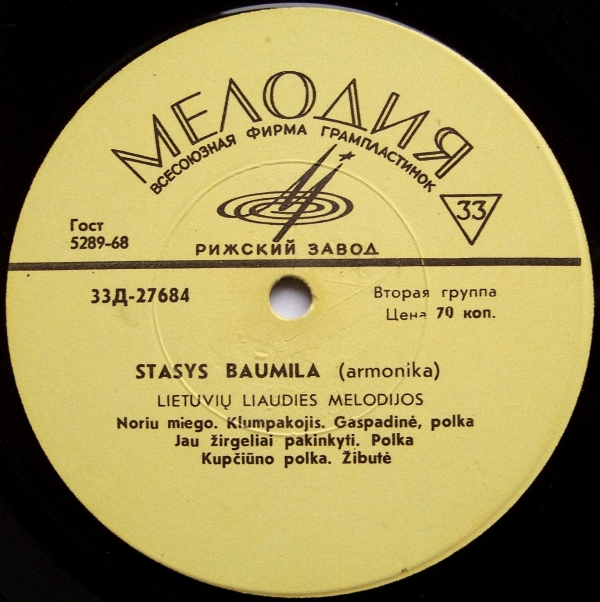 МЕЛОДИЯ
ВСЕСОЮЗНАЯ ФИРМА ГРАМПЛАСТИНОК
33
Гост
5289-68
РИЖСКИЙ ЗАВОД
33Д-27684
Вторая группа
Цена 70 коп.
STASYS BAUMILA (armonika)
LIETUVIŲ LIAUDIES MELODIJOS
Noriu miego. Klumpakojis. Gaspadinė, polka
Jau žirgeliai pakinkyti. Polka
Kupčiūno polka. Žibutė